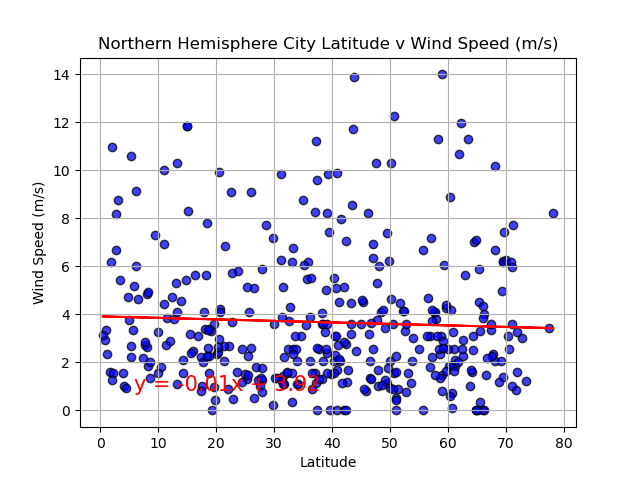 Northern Hemisphere City Latitude v Wind Speed (m/s)
14
12
10
8
6
4
2
0
Wind Speed (m/s)
y = -0.01x + 3.92
0 10 20 30 40 50 60 70 80
Latitude